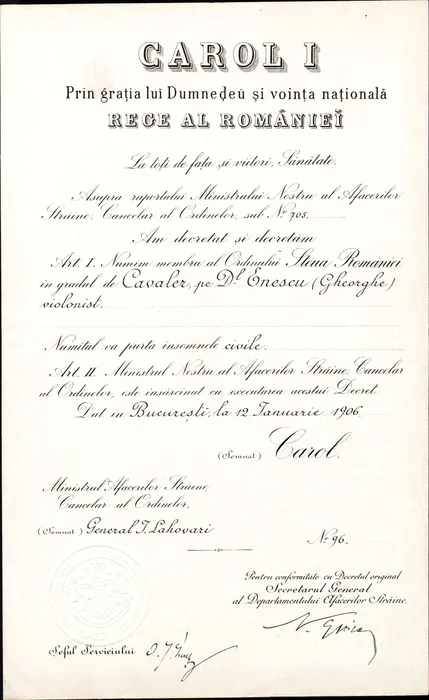 CAROL I
Prin grația lui Dumnedeŭ și voința națională
REGE AL ROMÂNIEĬ
La toți de față și viitori, Sănătate.
Asupra raportului Ministrului Nostru al Afacerilor
Străine, Cancelar al Ordinelor, sub No 705.
Am decretat și decretăm
Art. I. Numim membru al Ordinului Steua României
in gradul de Cavaler, pe Dl Enescu (Gheorghe)
violonist.
Numitul va purta insemnele civile.
Art. II. Ministrul Nostru al Afacerilor Străine, Cancelar
al Ordinelor, este insărcinat cu executarea acestui Decret
Dat in București, la 12 Ianuarie 1906
(Semnat) Carol.
Ministrul Afacerilor Străine,
Cancelar al Ordinelor,
(Semnat) General I. Lahovari
No 96.
Pentru conformitate cu Decretul original
Secretarul General
al Departamentului Afacerilor Străine,
Șeful Serviciului